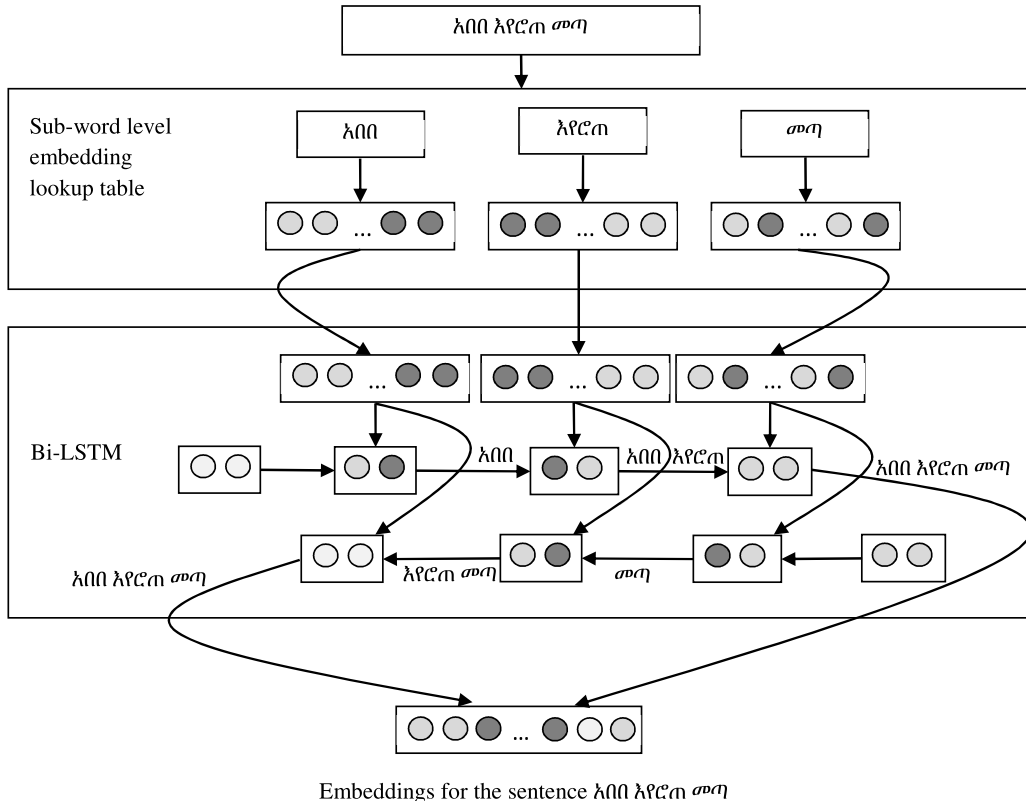 አበበ እየሮጠ መጣ
Sub-word level
embedding
lookup table
አበበ
እየሮጠ
መጣ
...
...
...
...
...
...
Bi-LSTM
አበበ
አበበ እየሮጠ
አበበ እየሮጠ መጣ
አበበ እየሮጠ መጣ
እየሮጠ መጣ
መጣ
...
Embeddings for the sentence አበበ እየሮጠ መጣ